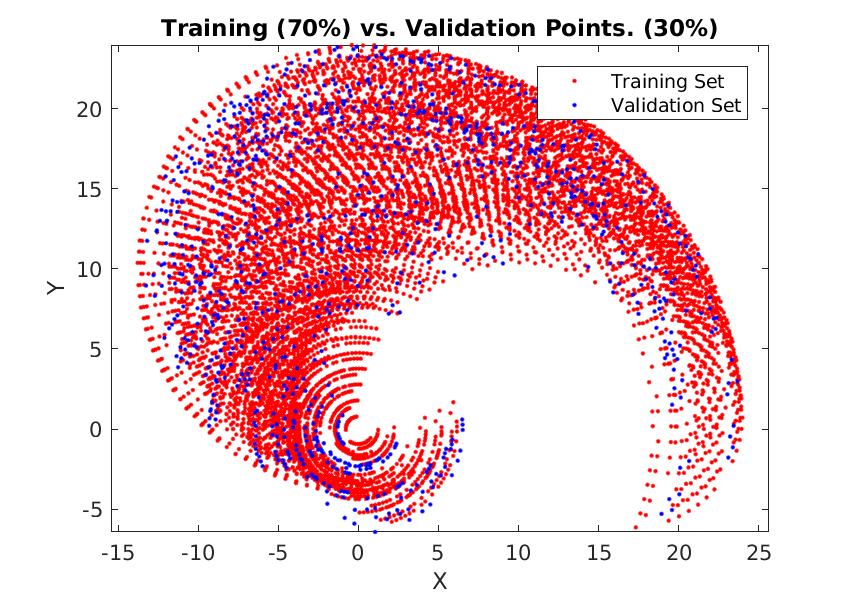 Training (70%) vs. Validation Points. (30%)
Training Set
Validation Set
Y
20
15
10
5
0
-5
-15 -10 -5 0 5 10 15 20 25
X